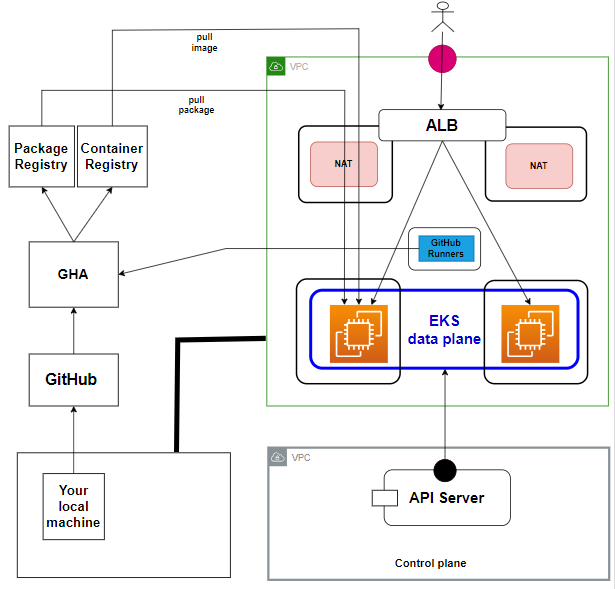 pull
image
VPC
pull
package
ALB
Package
Registry
Container
Registry
NAT
NAT
GitHub
Runners
GHA
EKS
data plane
GitHub
VPC
Your
local
machine
API Server
Control plane